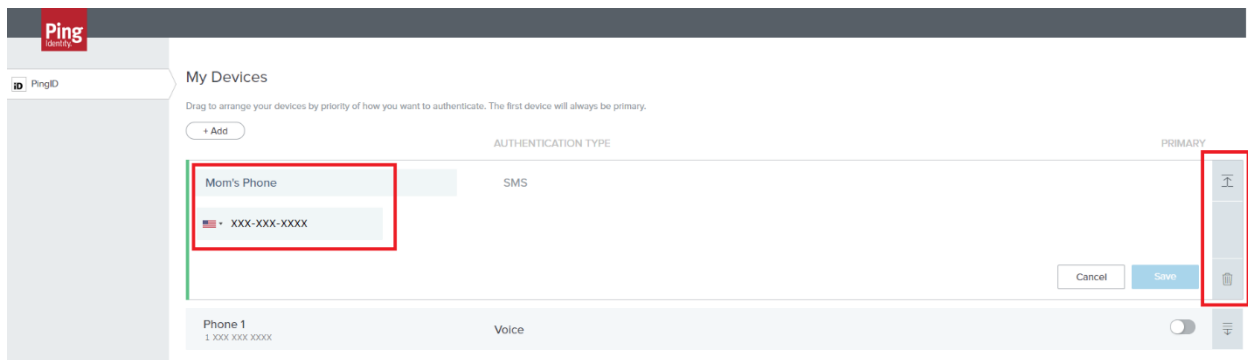 Ping
Identity.
PingID
My Devices
Drag to arrange your devices by priority of how you want to authenticate. The first device will always be primary.
+ Add
AUTHENTICATION TYPE PRIMARY
Mom's Phone SMS
XXX-XXX-XXXX
Cancel Save
Phone 1
Voice
1 XXX XXX XXXX